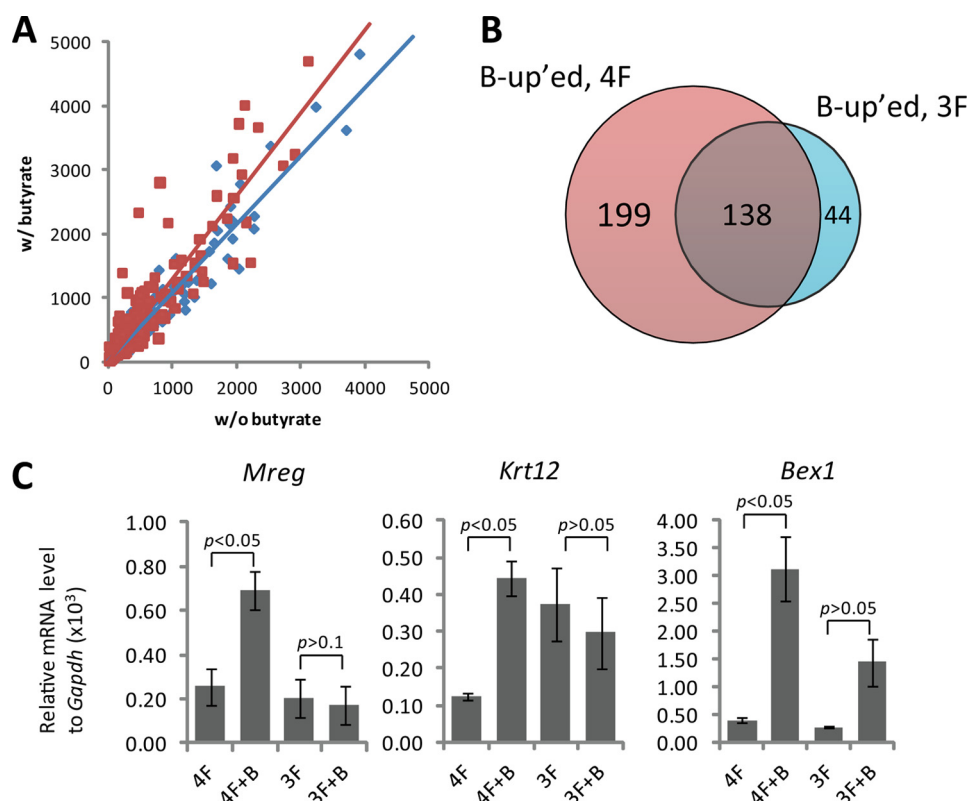 A
5000
4000
3000
2000
1000
0
w/ butyrate
0 1000 2000 3000 4000 5000
w/o butyrate
B
B-up'ed, 4F
B-up'ed, 3F
199
138
44
C
Relative mRNA level
to Gapdh (x10³)
Mreg
1.00
0.80
0.60
0.40
0.20
0.00
p<0.05
p>0.1
4F 4F+B 3F 3F+B
Krt12
0.60
0.50
0.40
0.30
0.20
0.10
0.00
p<0.05
p>0.05
4F 4F+B 3F 3F+B
Bex1
4.00
3.50
3.00
2.50
2.00
1.50
1.00
0.50
0.00
p<0.05
p>0.05
4F 4F+B 3F 3F+B